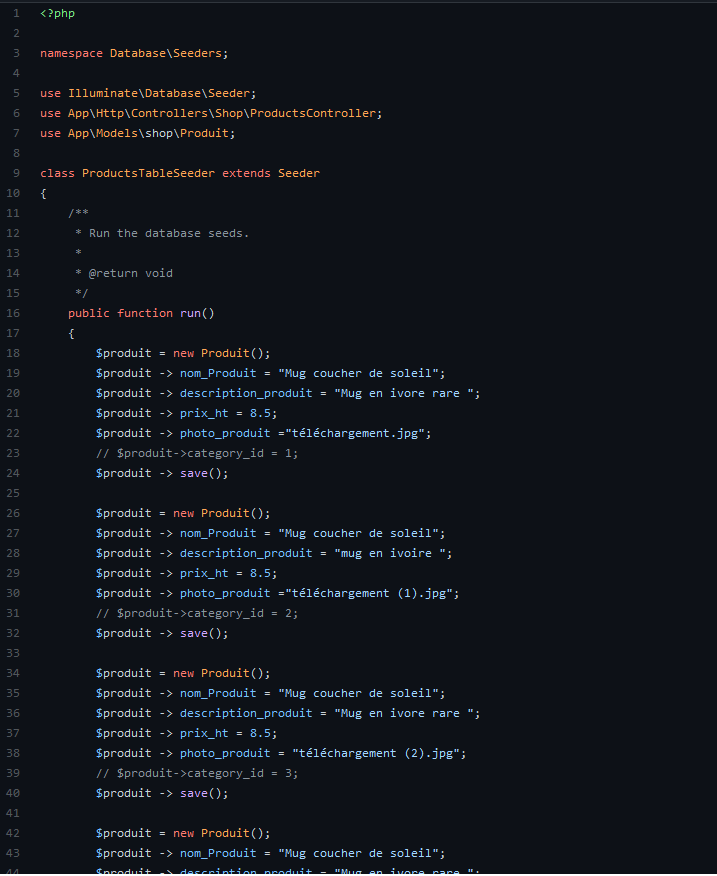 1 <?php
2
3 namespace Database\Seeders;
4
5 use Illuminate\Database\Seeder;
6 use App\Http\Controllers\Shop\ProductsController;
7 use App\Models\shop\Produit;
8
9 class ProductsTableSeeder extends Seeder
10 {
11 /**
12 * Run the database seeds.
13 *
14 * @return void
15 */
16 public function run()
17 {
18 $produit = new Produit();
19 $produit -> nom_Produit = "Mug coucher de soleil";
20 $produit -> description_produit = "Mug en ivore rare ";
21 $produit -> prix_ht = 8.5;
22 $produit -> photo_produit ="téléchargement.jpg";
23 // $produit->category_id = 1;
24 $produit -> save();
25
26 $produit = new Produit();
27 $produit -> nom_Produit = "Mug coucher de soleil";
28 $produit -> description_produit = "mug en ivoire ";
29 $produit -> prix_ht = 8.5;
30 $produit -> photo_produit ="téléchargement (1).jpg";
31 // $produit->category_id = 2;
32 $produit -> save();
33
34 $produit = new Produit();
35 $produit -> nom_Produit = "Mug coucher de soleil";
36 $produit -> description_produit = "Mug en ivore rare ";
37 $produit -> prix_ht = 8.5;
38 $produit -> photo_produit = "téléchargement (2).jpg";
39 // $produit->category_id = 3;
40 $produit -> save();
41
42 $produit = new Produit();
43 $produit -> nom_Produit = "Mug coucher de soleil";
44 $produit -> description_produit = "Mug en ivore rare ";